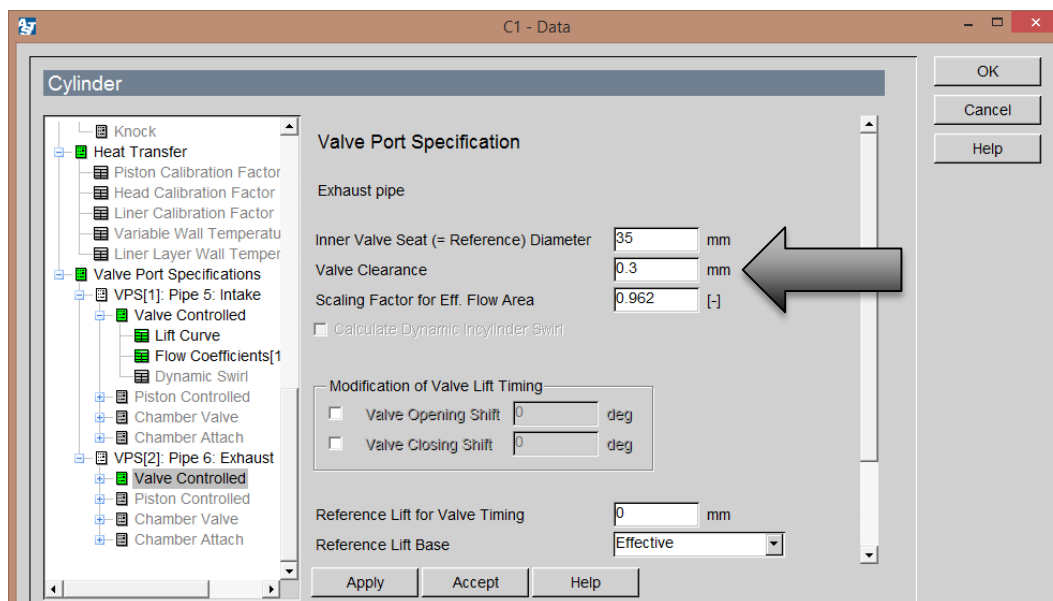 C1 - Data
OK
Cancel
Help
Cylinder
Knock
Heat Transfer
Piston Calibration Factor
Head Calibration Factor
Liner Calibration Factor
Variable Wall Temperatu
Liner Layer Wall Temper
Valve Port Specifications
VPS[1]: Pipe 5: Intake
Valve Controlled
Lift Curve
Flow Coefficients[1
Dynamic Swirl
Piston Controlled
Chamber Valve
Chamber Attach
VPS[2]: Pipe 6: Exhaust
Valve Controlled
Piston Controlled
Chamber Valve
Chamber Attach
Valve Port Specification
Exhaust pipe
Inner Valve Seat (= Reference) Diameter 35 mm
Valve Clearance 0.3 mm
Scaling Factor for Eff. Flow Area 0.962 [-]
Calculate Dynamic Incylinder Swirl
Modification of Valve Lift Timing
Valve Opening Shift 0 deg
Valve Closing Shift 0 deg
Reference Lift for Valve Timing 0 mm
Reference Lift Base Effective
Apply Accept Help